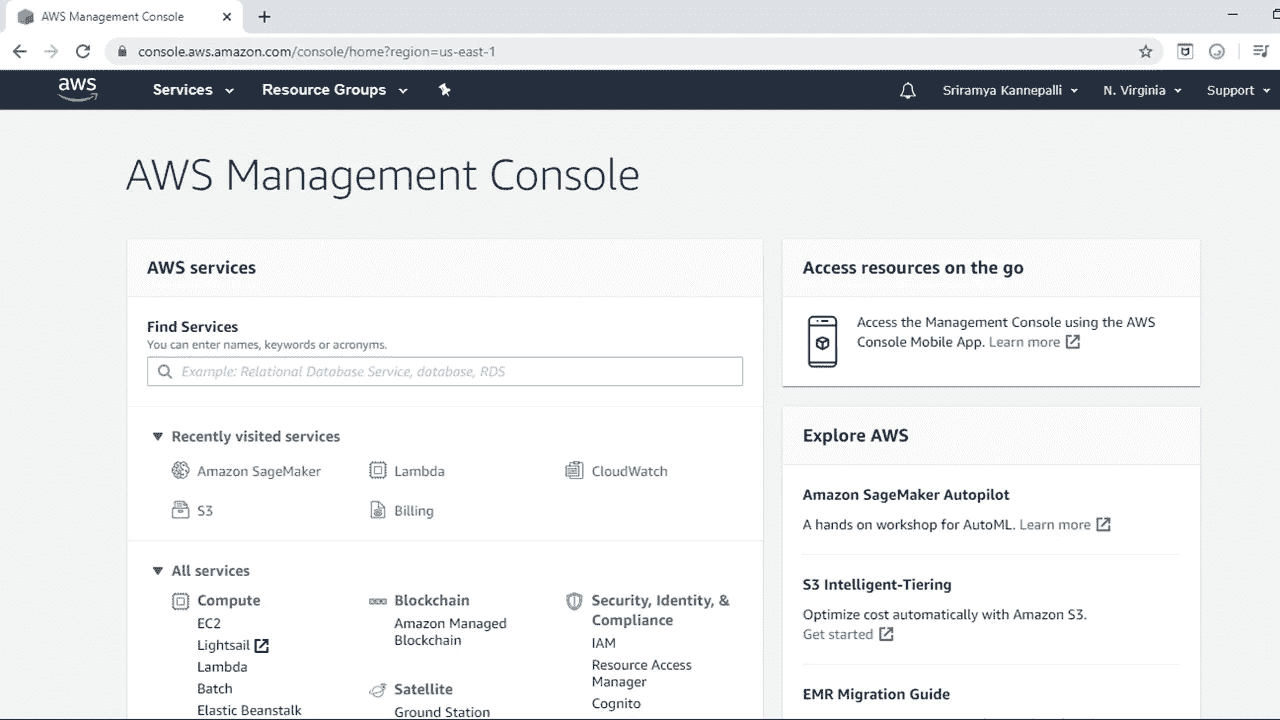 AWS Management Console
console.aws.amazon.com/console/home?region=us-east-1
aws
Services
Resource Groups
Sriramya Kannepalli
N. Virginia
Support
AWS Management Console
AWS services
Find Services
You can enter names, keywords or acronyms.
Example: Relational Database Service, database, RDS
Recently visited services
Amazon SageMaker
Lambda
CloudWatch
S3
Billing
All services
Compute
EC2
Lightsail
Lambda
Batch
Elastic Beanstalk
Blockchain
Amazon Managed
Blockchain
Satellite
Ground Station
Security, Identity, &
Compliance
IAM
Resource Access
Manager
Cognito
Access resources on the go
Access the Management Console using the AWS
Console Mobile App. Learn more
Explore AWS
Amazon SageMaker Autopilot
A hands on workshop for AutoML. Learn more
S3 Intelligent-Tiering
Optimize cost automatically with Amazon S3.
Get started
EMR Migration Guide